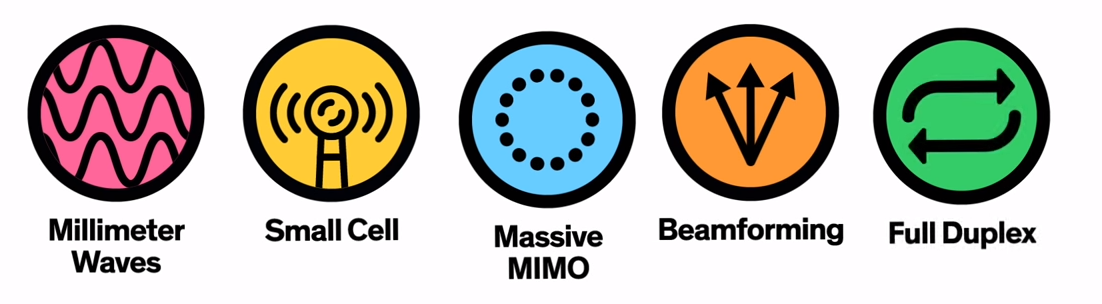 Millimeter
Waves
Small Cell
Massive
MIMO
Beamforming
Full Duplex